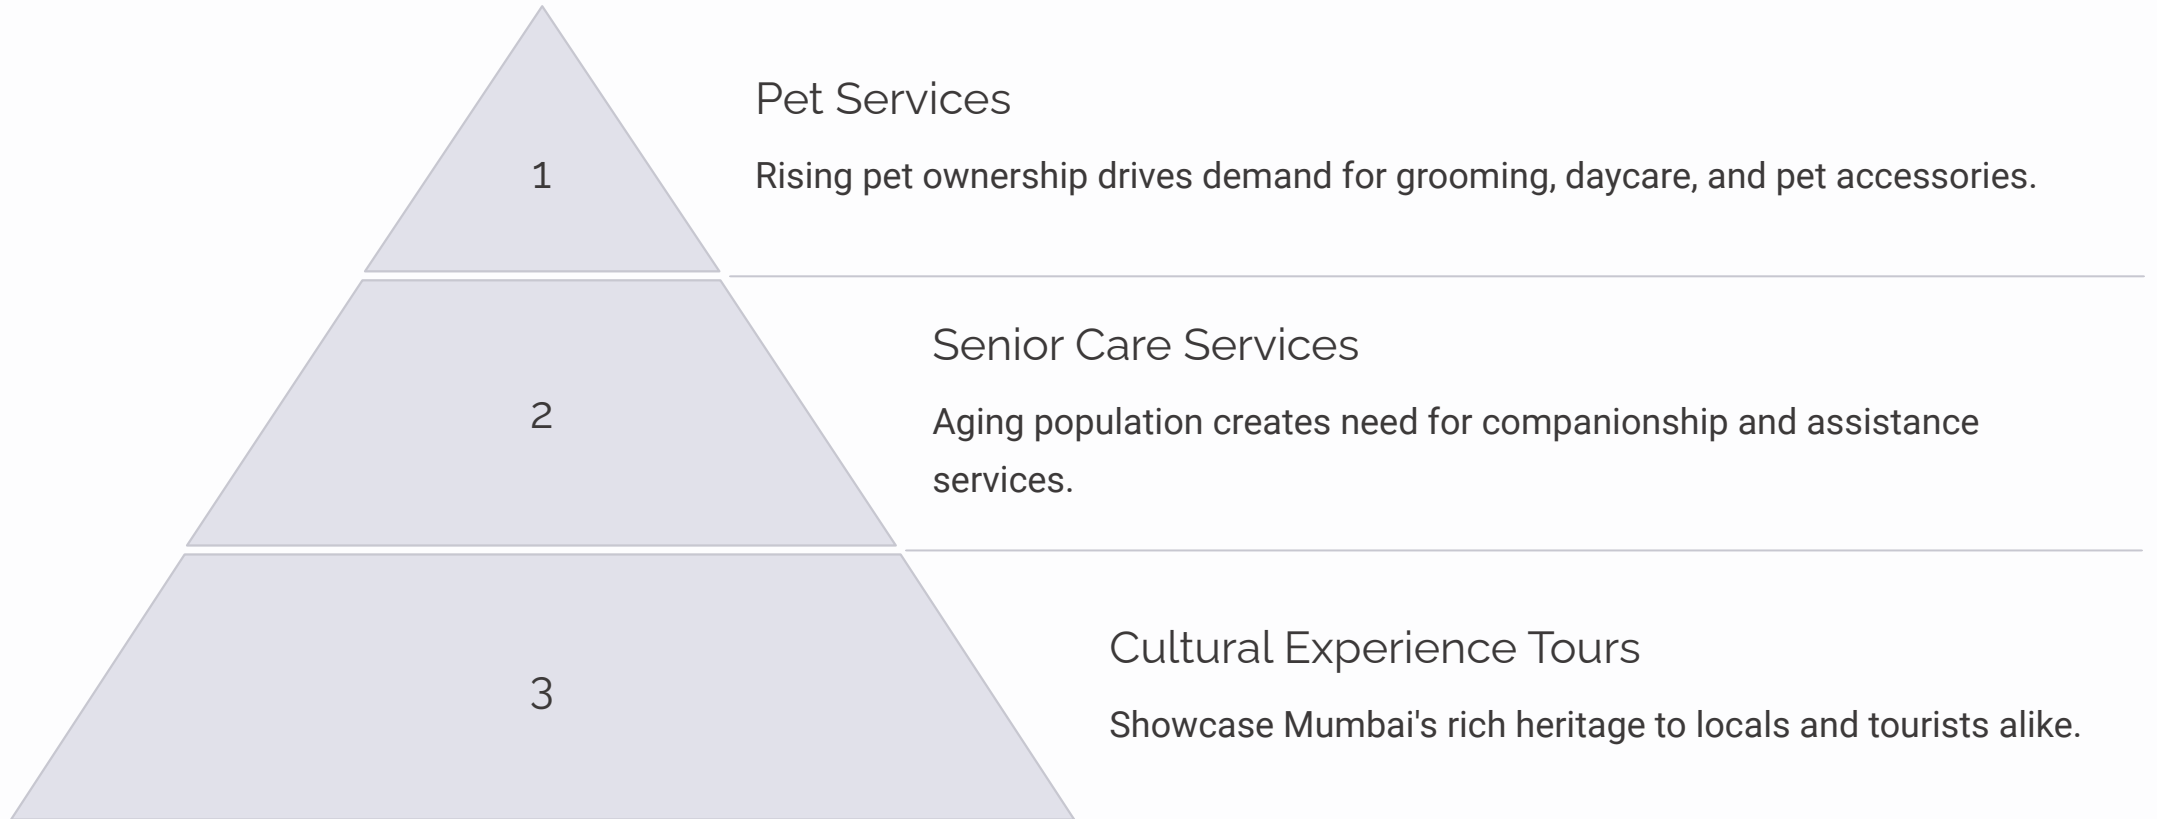 1
Pet Services
Rising pet ownership drives demand for grooming, daycare, and pet accessories.
2
Senior Care Services
Aging population creates need for companionship and assistance
services.
3
Cultural Experience Tours
Showcase Mumbai's rich heritage to locals and tourists alike.